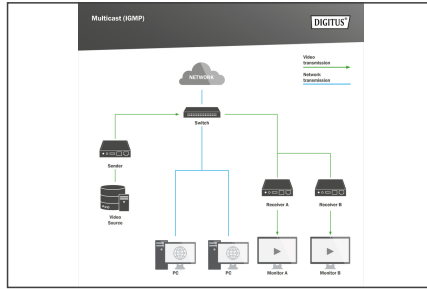 Multicast (IGMP)
DIGITUS®
Video
transmission
Network
transmission
NETWORK
Switch
Sender
Receiver A
Receiver B
Video
Source
PC
PC
Monitor A
Monitor B